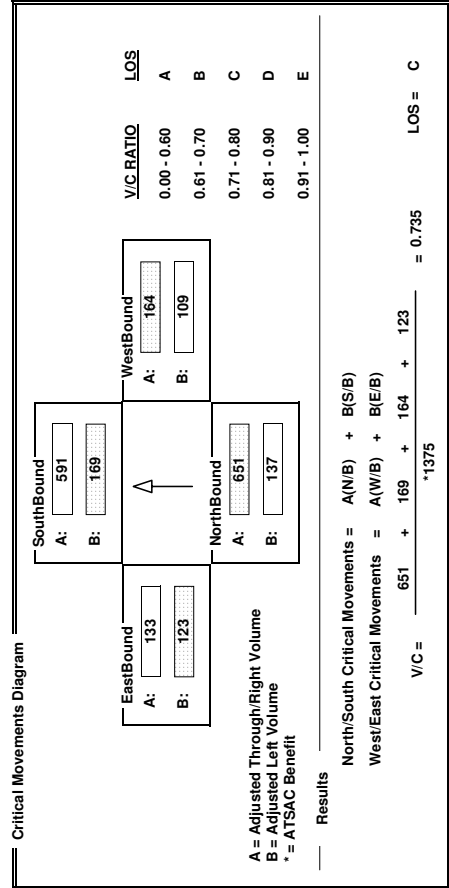 Critical Movements Diagram
SouthBound
A: 591
B: 169
EastBound
A: 133
B: 123
WestBound
A: 164
B: 109
NorthBound
A: 651
B: 137
V/C RATIO LOS
0.00 - 0.60 A
0.61 - 0.70 B
0.71 - 0.80 C
0.81 - 0.90 D
0.91 - 1.00 E
A = Adjusted Through/Right Volume
B = Adjusted Left Volume
* = ATSAC Benefit
Results
North/South Critical Movements = A(N/B) + B(S/B)
West/East Critical Movements = A(W/B) + B(E/B)
V/C = 651 + 169 + 164 + 123 = 0.735 LOS = C
*1375